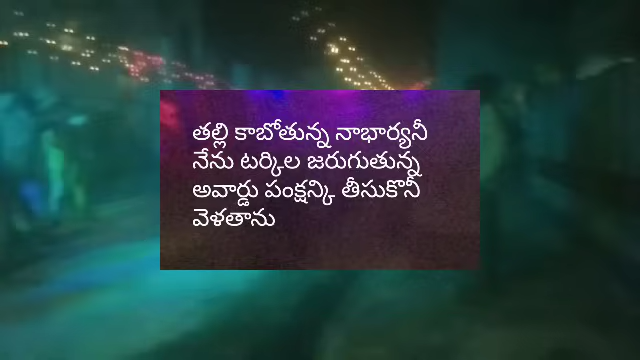 తల్లి కాబోతున్న నాభార్యనీ
నేను టర్కిల జరుగుతున్న
అవార్డు పంక్షన్కి తీసుకొనీ
వెళతాను